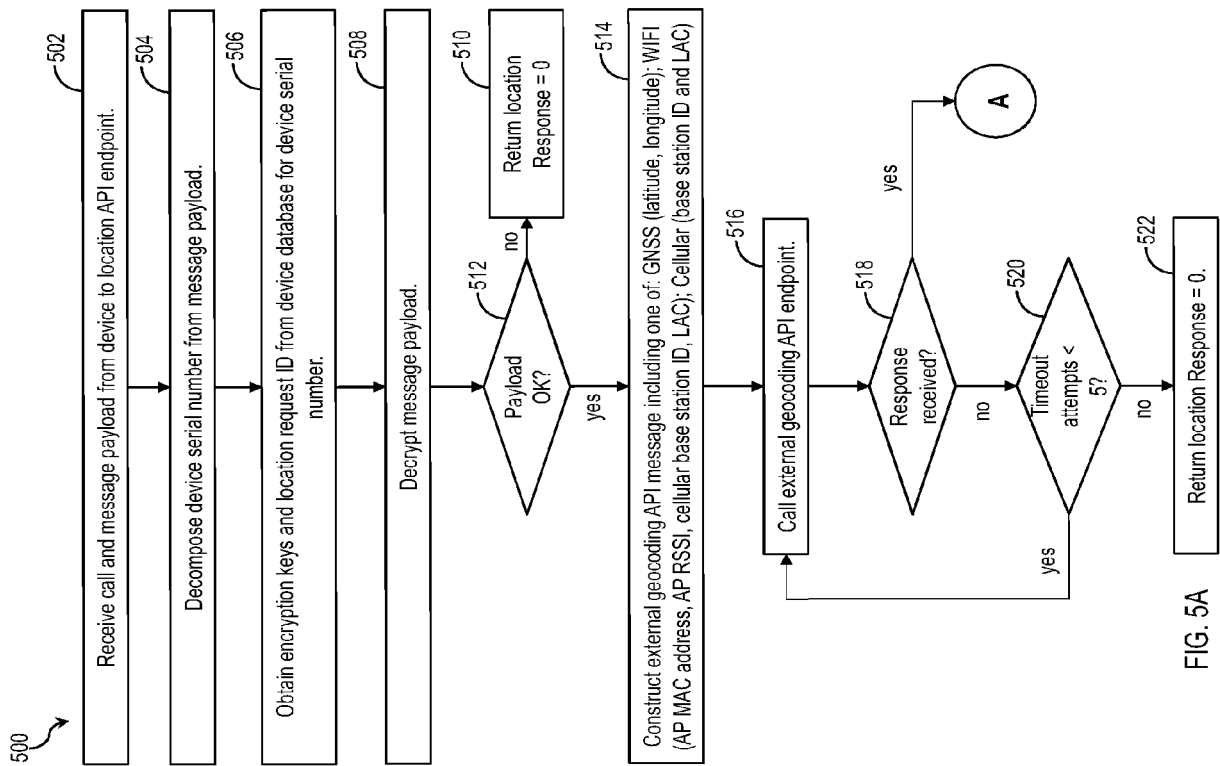 500
502
Receive call and message payload from device to location API endpoint.
504
Decompose device serial number from message payload.
506
Obtain encryption keys and location request ID from device database for device serial
number.
508
Decrypt message payload.
510
Return location
Response = 0
512
Payload
OK?
no
yes
514
Construct external geocoding API message including one of: GNSS (latitude, longitude); WIFI
(AP MAC address, AP RSSI, cellular base station ID, LAC); Cellular (base station ID and LAC)
516
Call external geocoding API endpoint.
518
Response
received?
yes
A
no
520
Timeout
attempts <
5?
yes
no
522
Return location Response = 0.
FIG. 5A